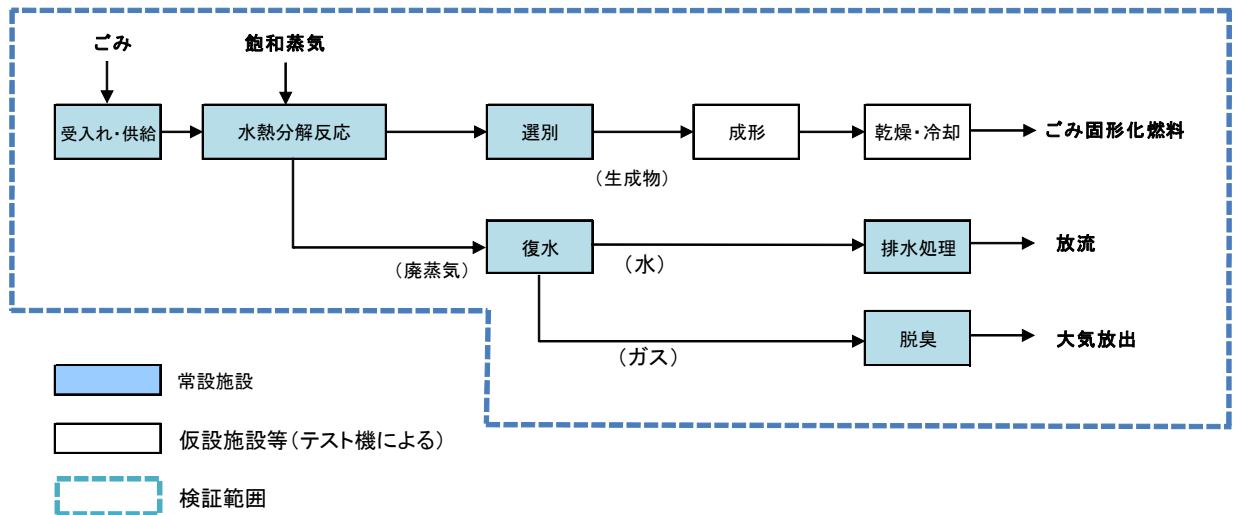 ごみ
飽和蒸気
受入れ・供給
水熱分解反応
選別
成形
乾燥・冷却
ごみ固形化燃料
（生成物）
復水
排水処理
放流
（廃蒸気）
（水）
脱臭
大気放出
（ガス）
常設施設
仮設施設等（テスト機による）
検証範囲